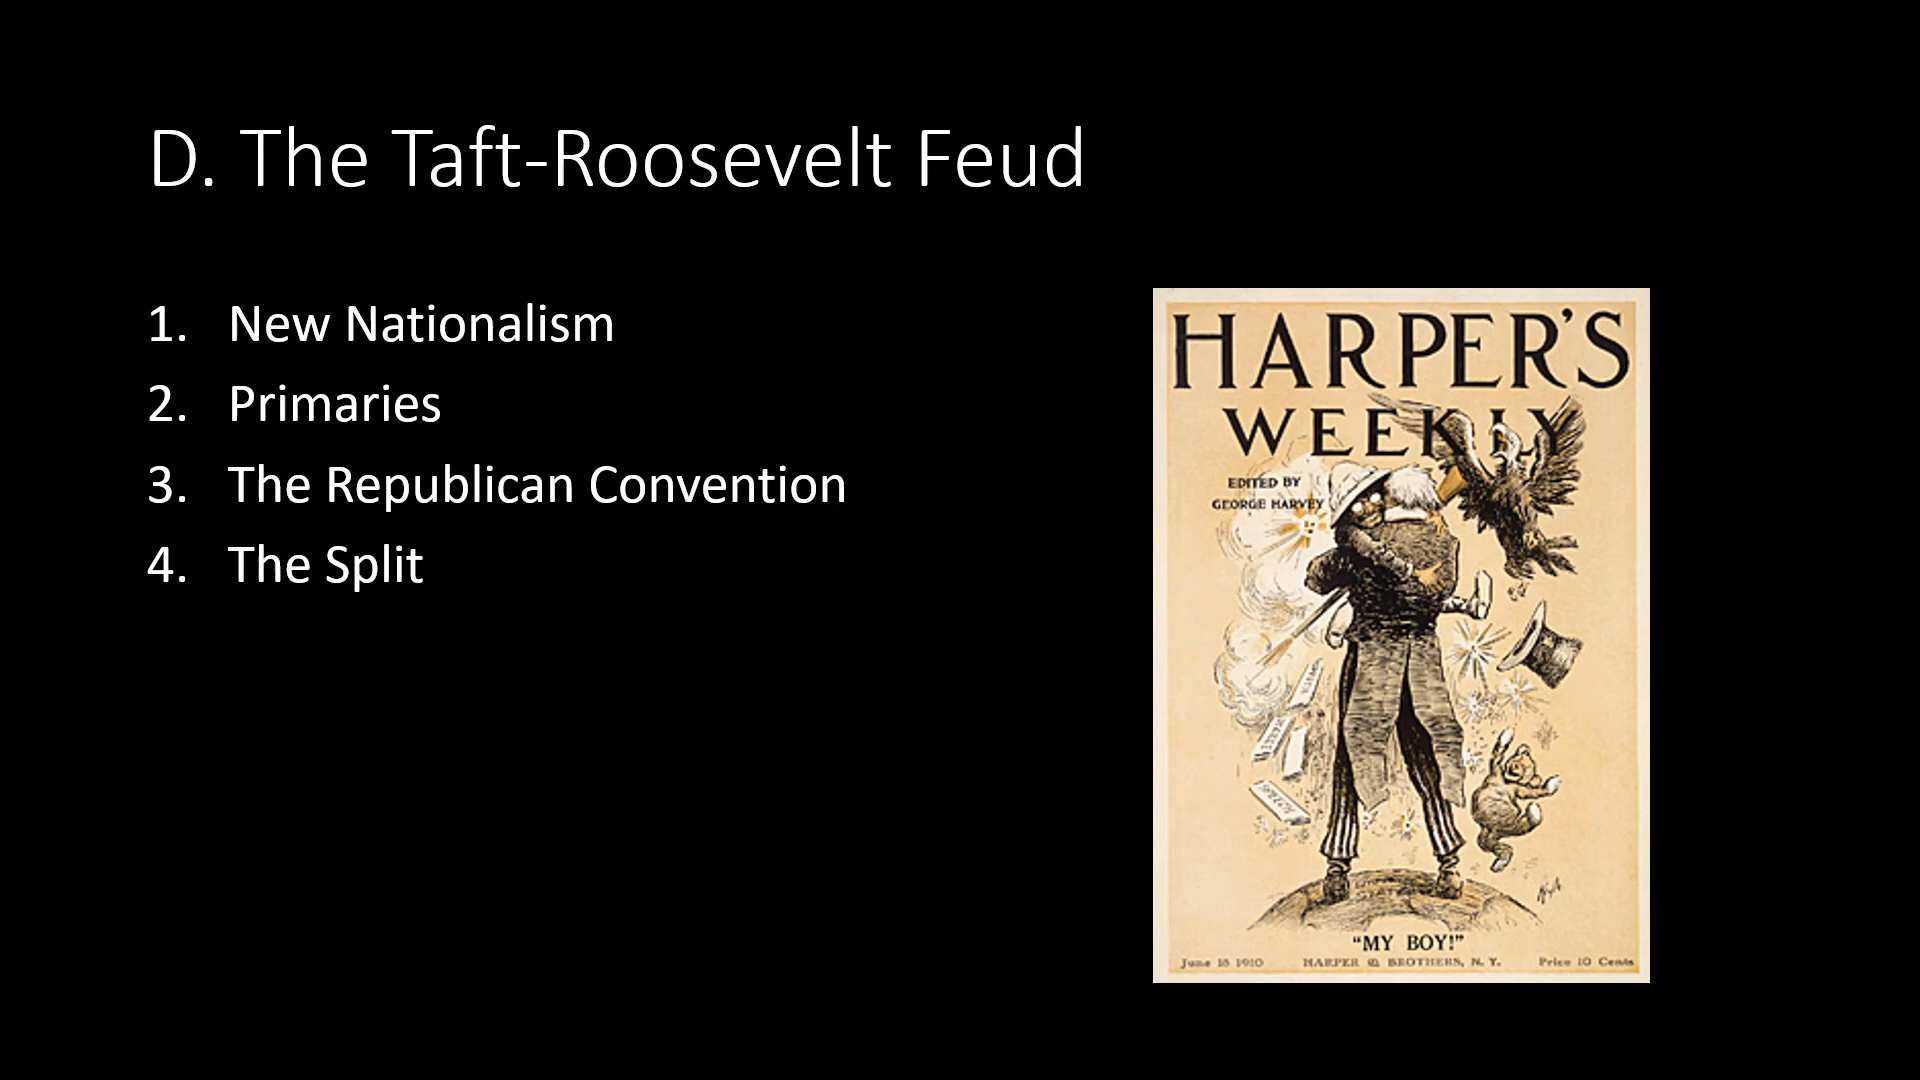 D. The Taft-Roosevelt Feud
1. New Nationalism
2. Primaries
3. The Republican Convention
4. The Split
HARPER'S
WEEKLY
EDITED BY
GEORGE HARVEY
SPEECH
"MY BOY!"
June 18 1910 HARPER & BROTHERS, N. Y. Price 10 Cents